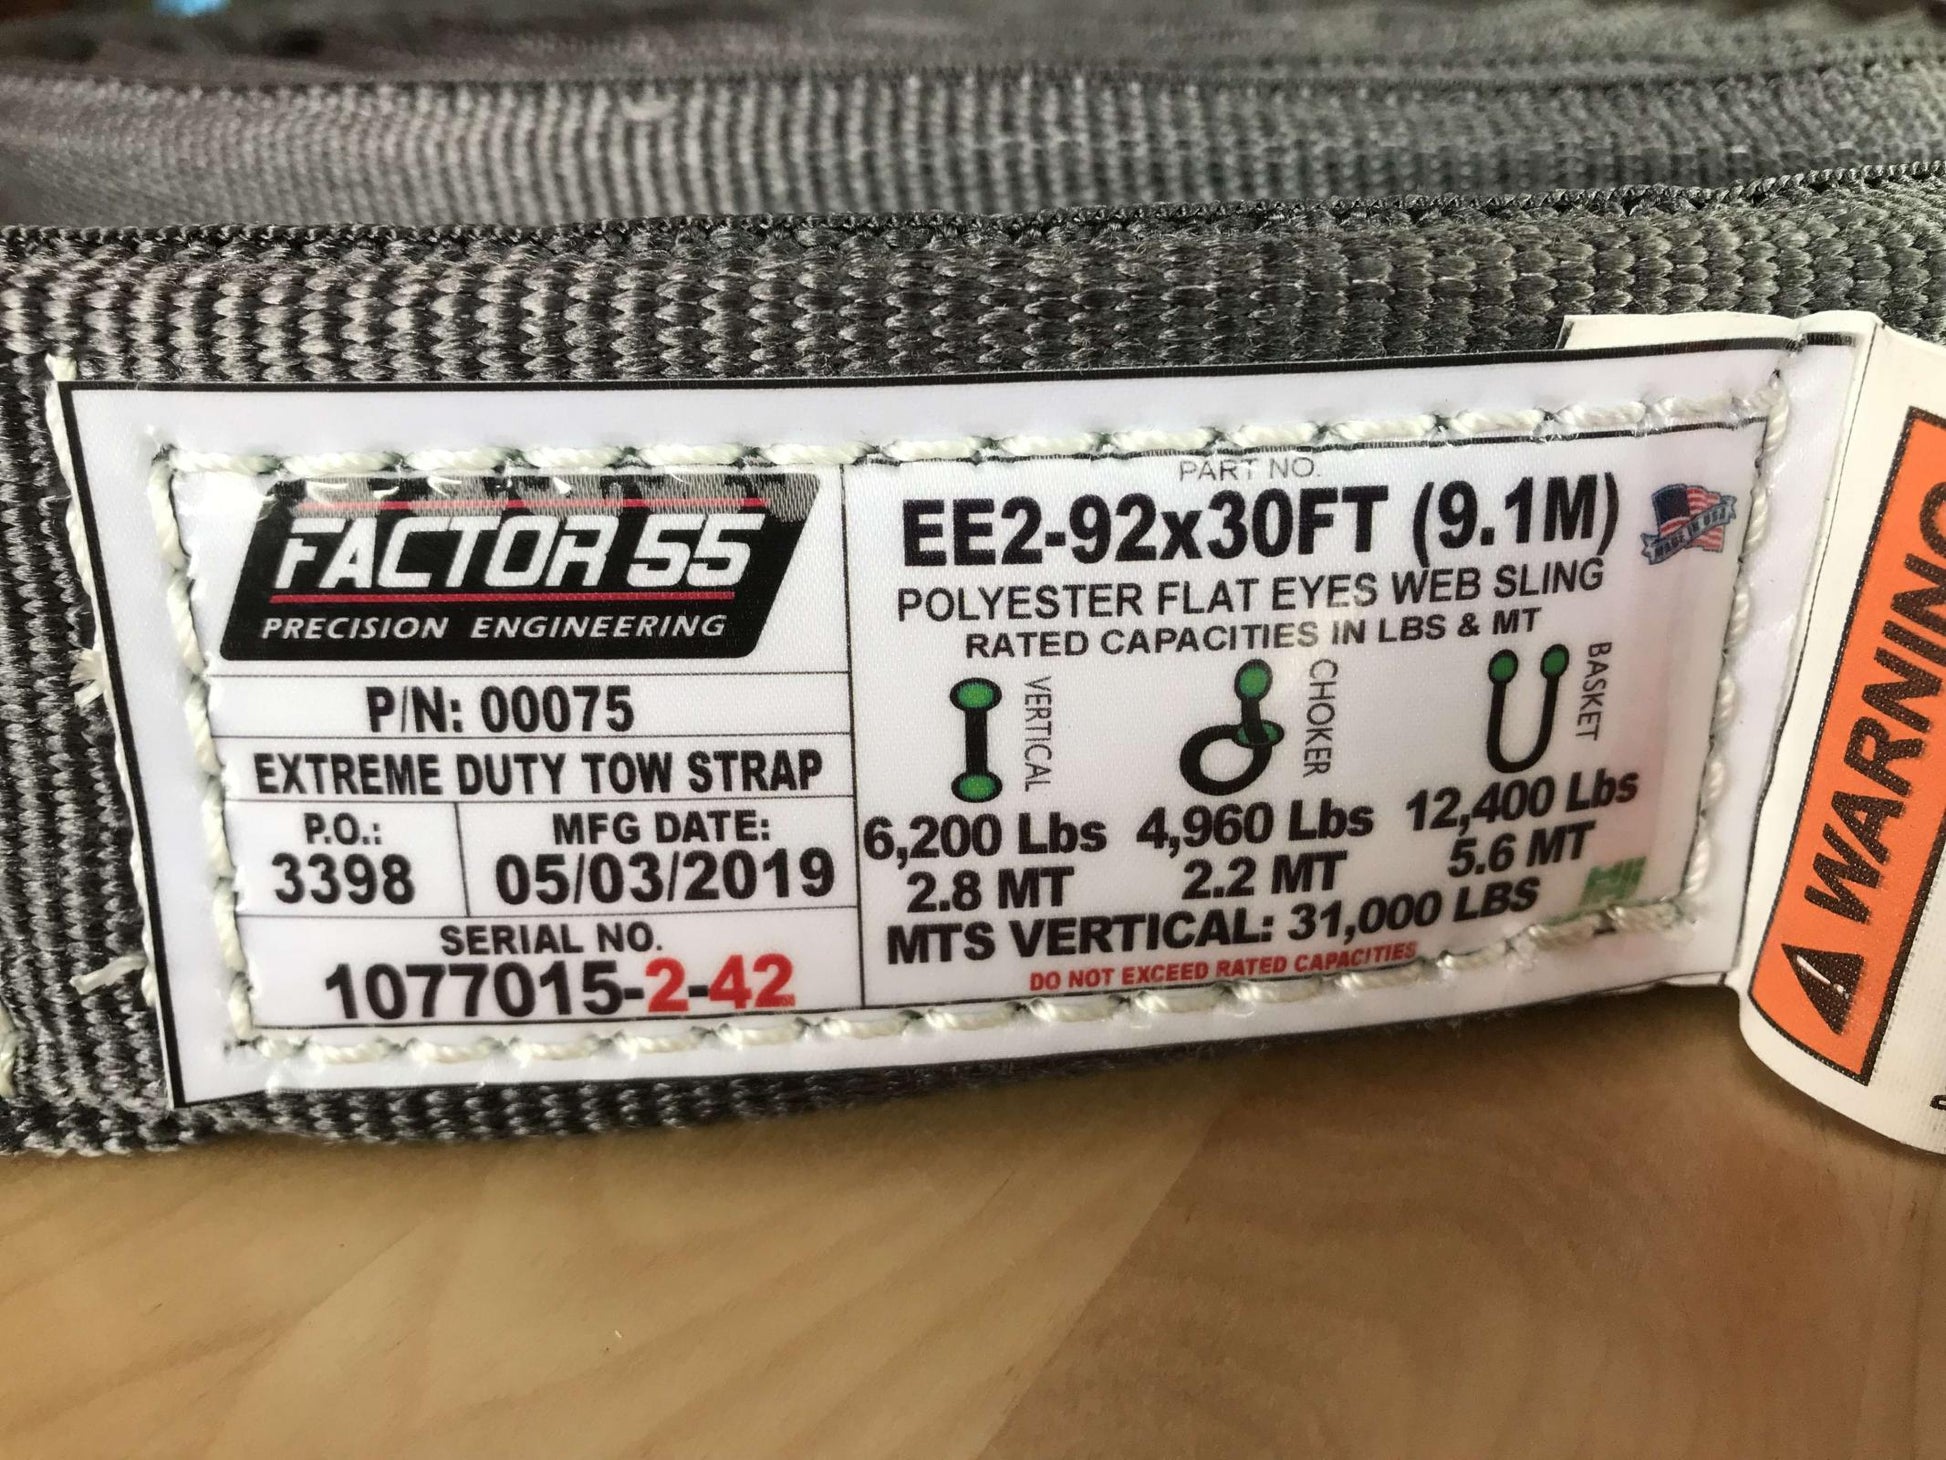 FACTOR 55
PRECISION ENGINEERING
P/N: 00075
EXTREME DUTY TOW STRAP
P.O.:
3398
MFG DATE:
05/03/2019
SERIAL NO.
1077015-2-42
PART NO.
EE2-92x30FT (9.1M)
MADE IN USA
POLYESTER FLAT EYES WEB SLING
RATED CAPACITIES IN LBS & MT
VERTICAL
CHOKER
BASKET
6,200 Lbs
2.8 MT
4,960 Lbs
2.2 MT
12,400 Lbs
5.6 MT
MTS VERTICAL: 31,000 LBS
DO NOT EXCEED RATED CAPACITIES
WARNING